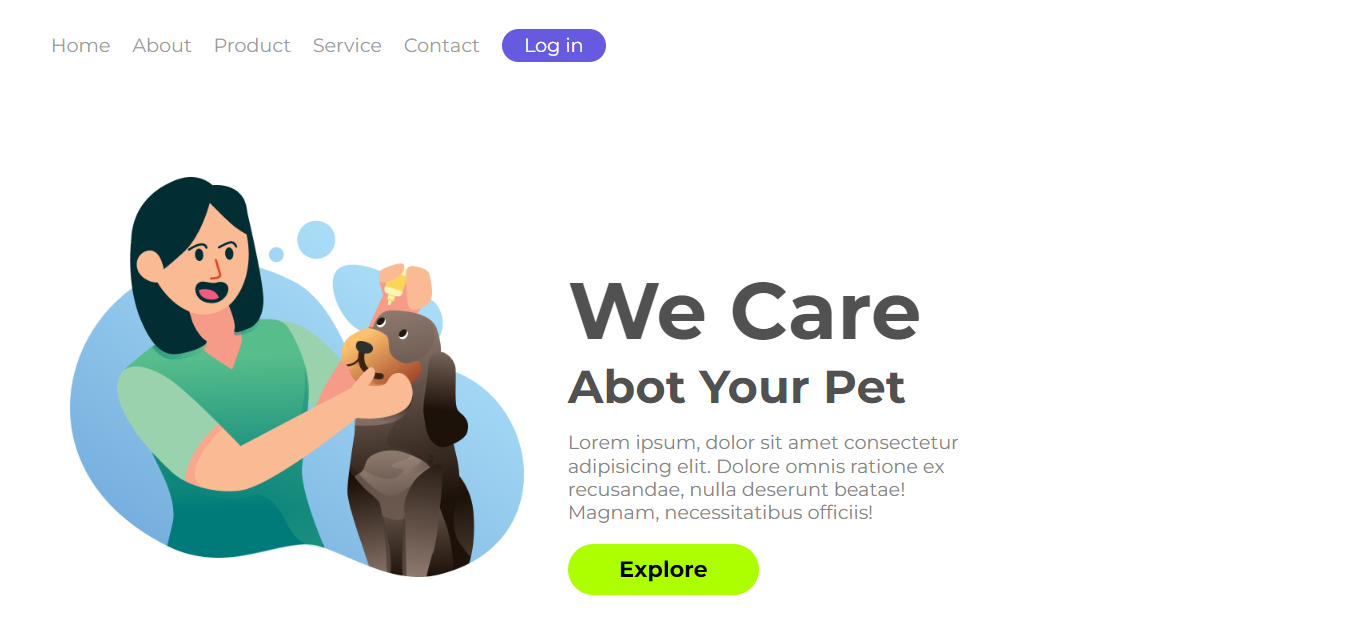 Home About Product Service Contact Log in
We Care
Abot Your Pet
Lorem ipsum, dolor sit amet consectetur
adipisicing elit. Dolore omnis ratione ex
recusandae, nulla deserunt beatae!
Magnam, necessitatibus officiis!
Explore